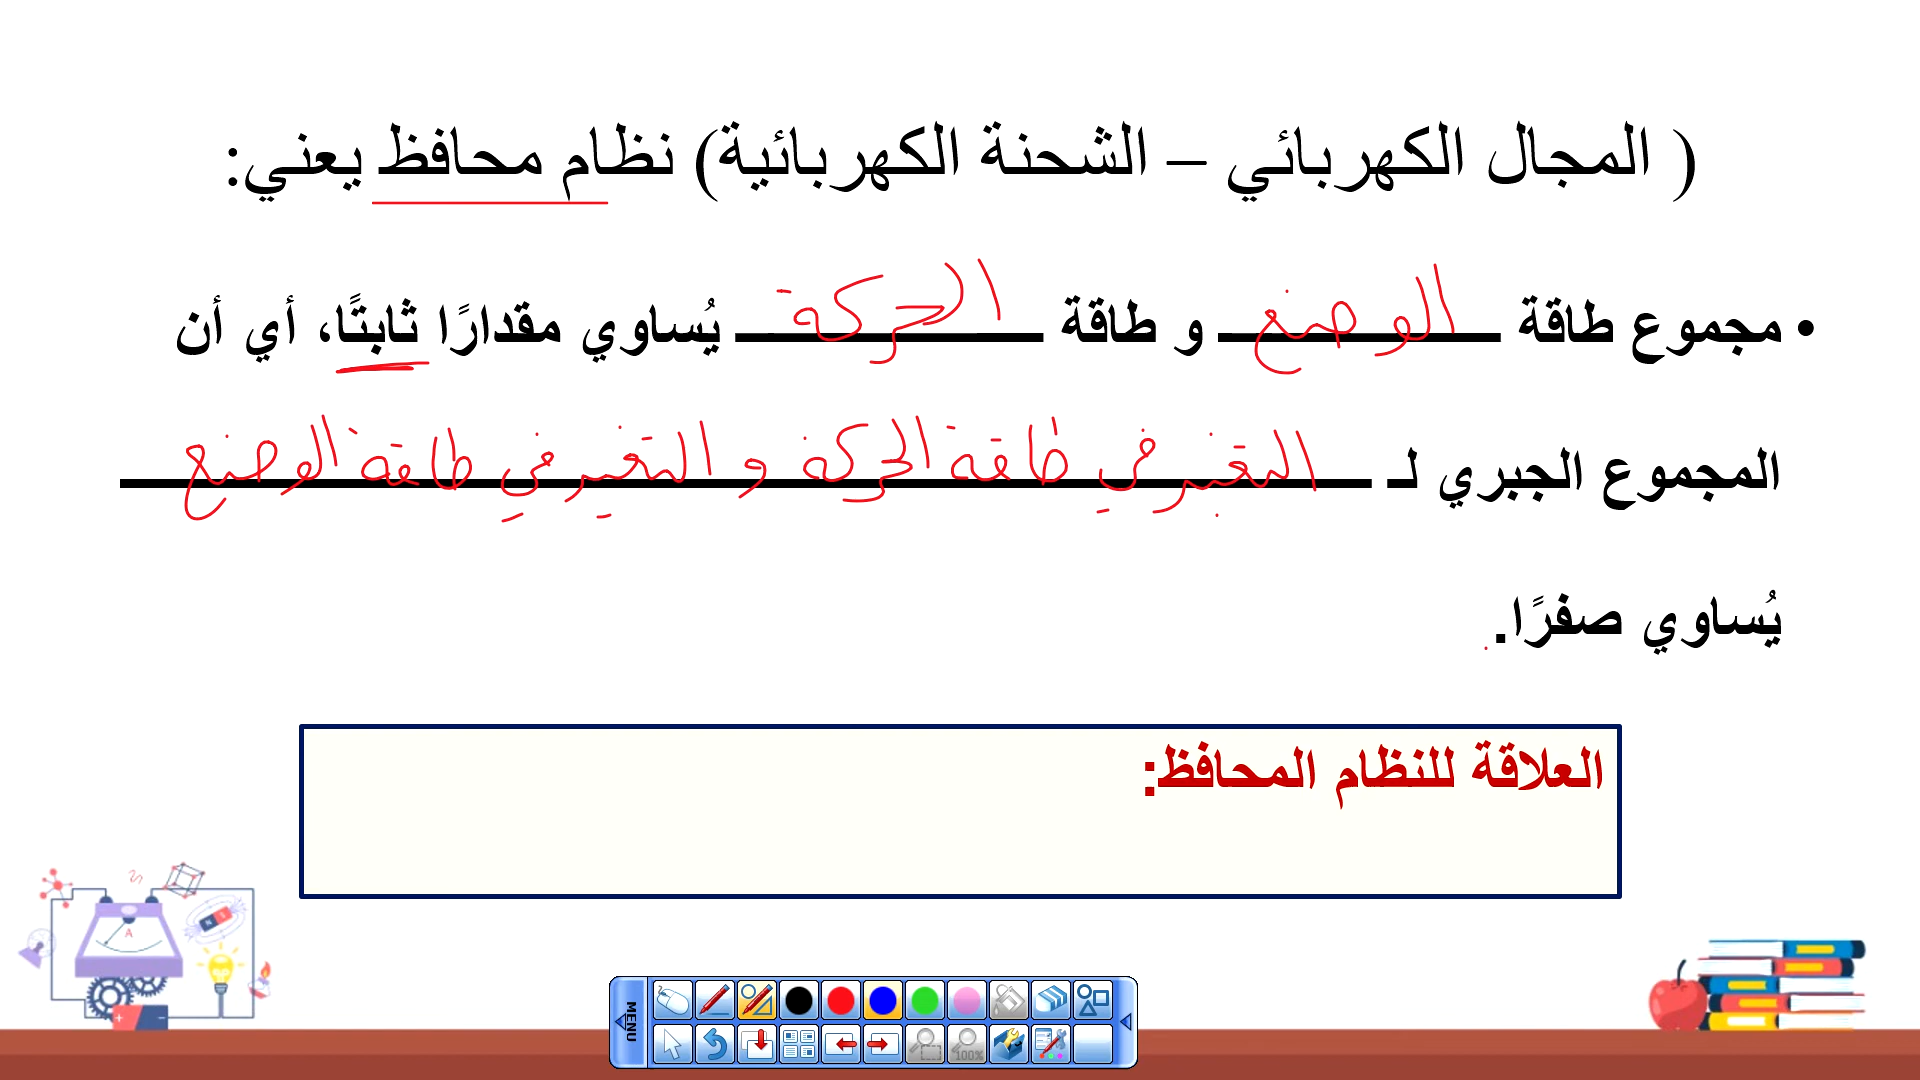 ( المجال الكهربائي – الشحنة الكهربائية) نظام محافظ يعني:
• مجموع طاقة الوضع و طاقة الحركة يُساوي مقدارًا ثابتًا، أي أن
المجموع الجبري لـ التغير في طاقة الحركة و التغير في طاقة الوضع
يُساوي صفرًا.
العلاقة للنظام المحافظ:
A
N S
MENU
100%